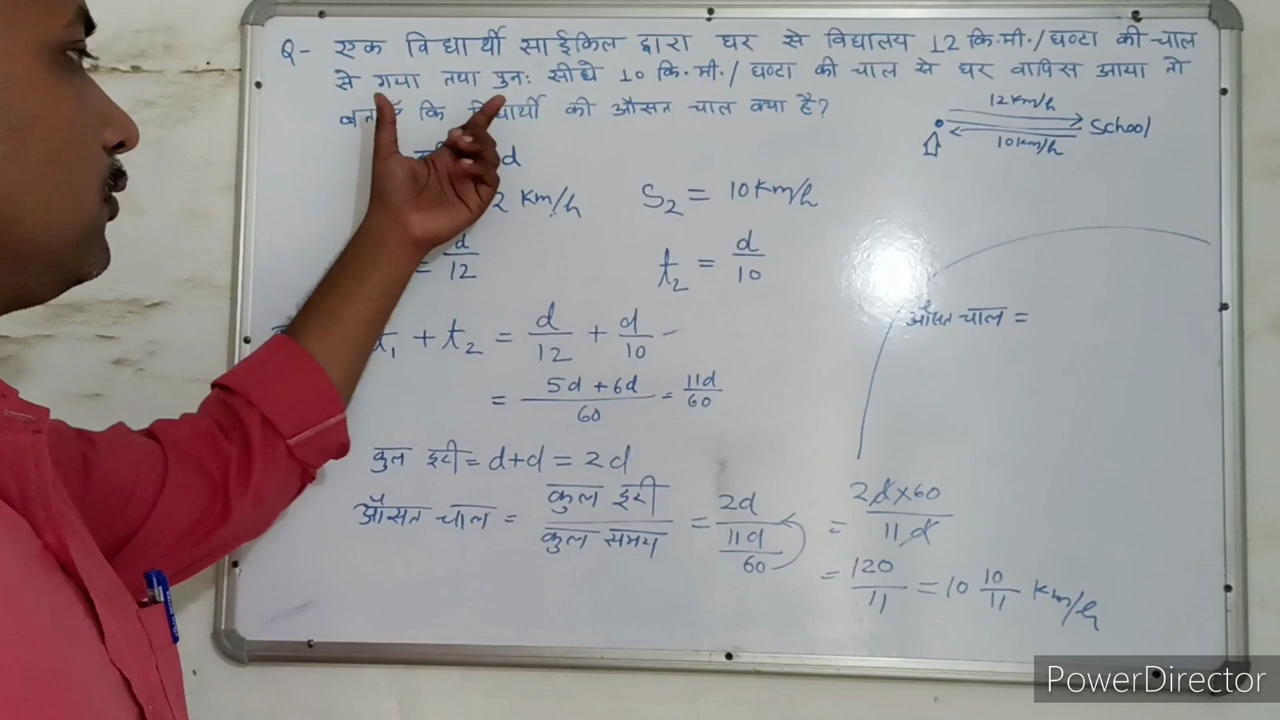 Q- एक विद्यार्थी साईकिल द्वारा घर से विद्यालय 12 कि.मी./घण्टा की चाल
से गया तथा पुनः सीधे 10 कि.मी./घण्टा की चाल से घर वापिस आया तो
कि विद्यार्थी की औसत चाल क्या है?
12km/h
School
10km/h
d
2 Km/h S₂ = 10Km/h
= d/12 t₂ = d/10
t₁ + t₂ = d/12 + d/10
= 5d+6d/60 = 11d/60
औसत चाल =
कुल दूरी = d+d = 2d
औसत चाल = कुल दूरी/कुल समय = 2d/11d/60 = 2d×60/11d
= 120/11 = 10 10/11 Km/h
PowerDirector